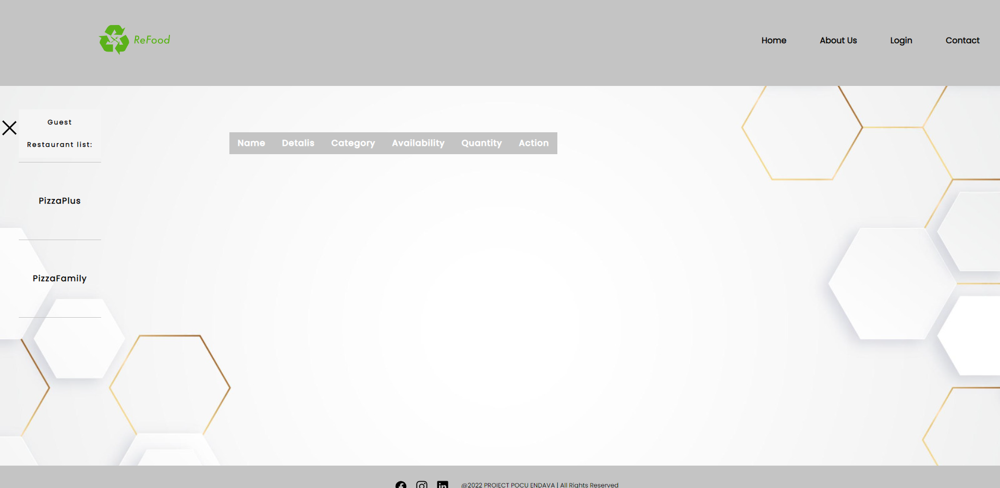 ReFood
Home About Us Login Contact
Guest
Restaurant list:
Name Detalis Category Availability Quantity Action
PizzaPlus
PizzaFamily
@2022 PROIECT POCU ENDAVA | All Rights Reserved